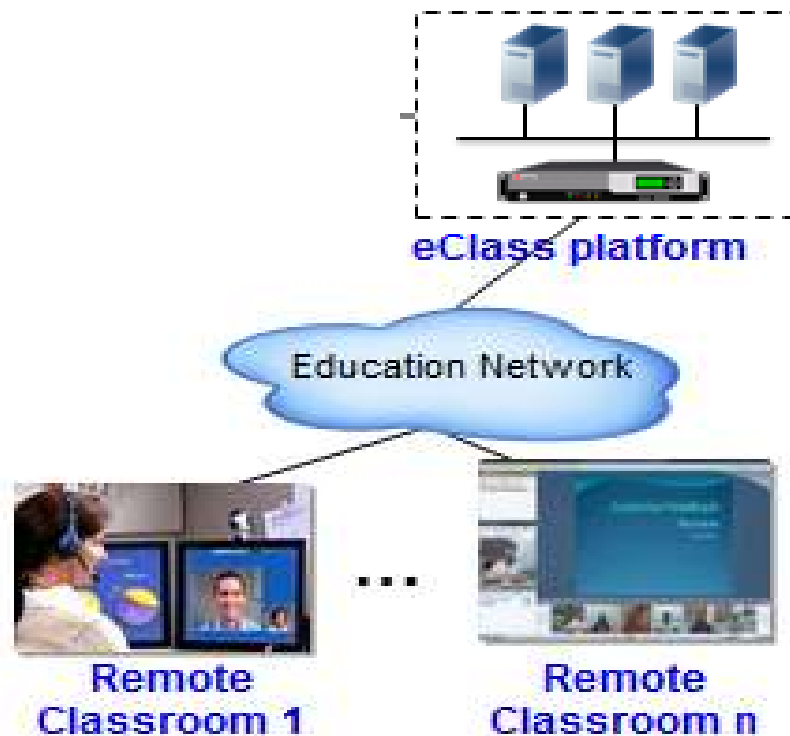 eClass platform
Education Network
...
Remote
Classroom 1
Remote
Classroom n